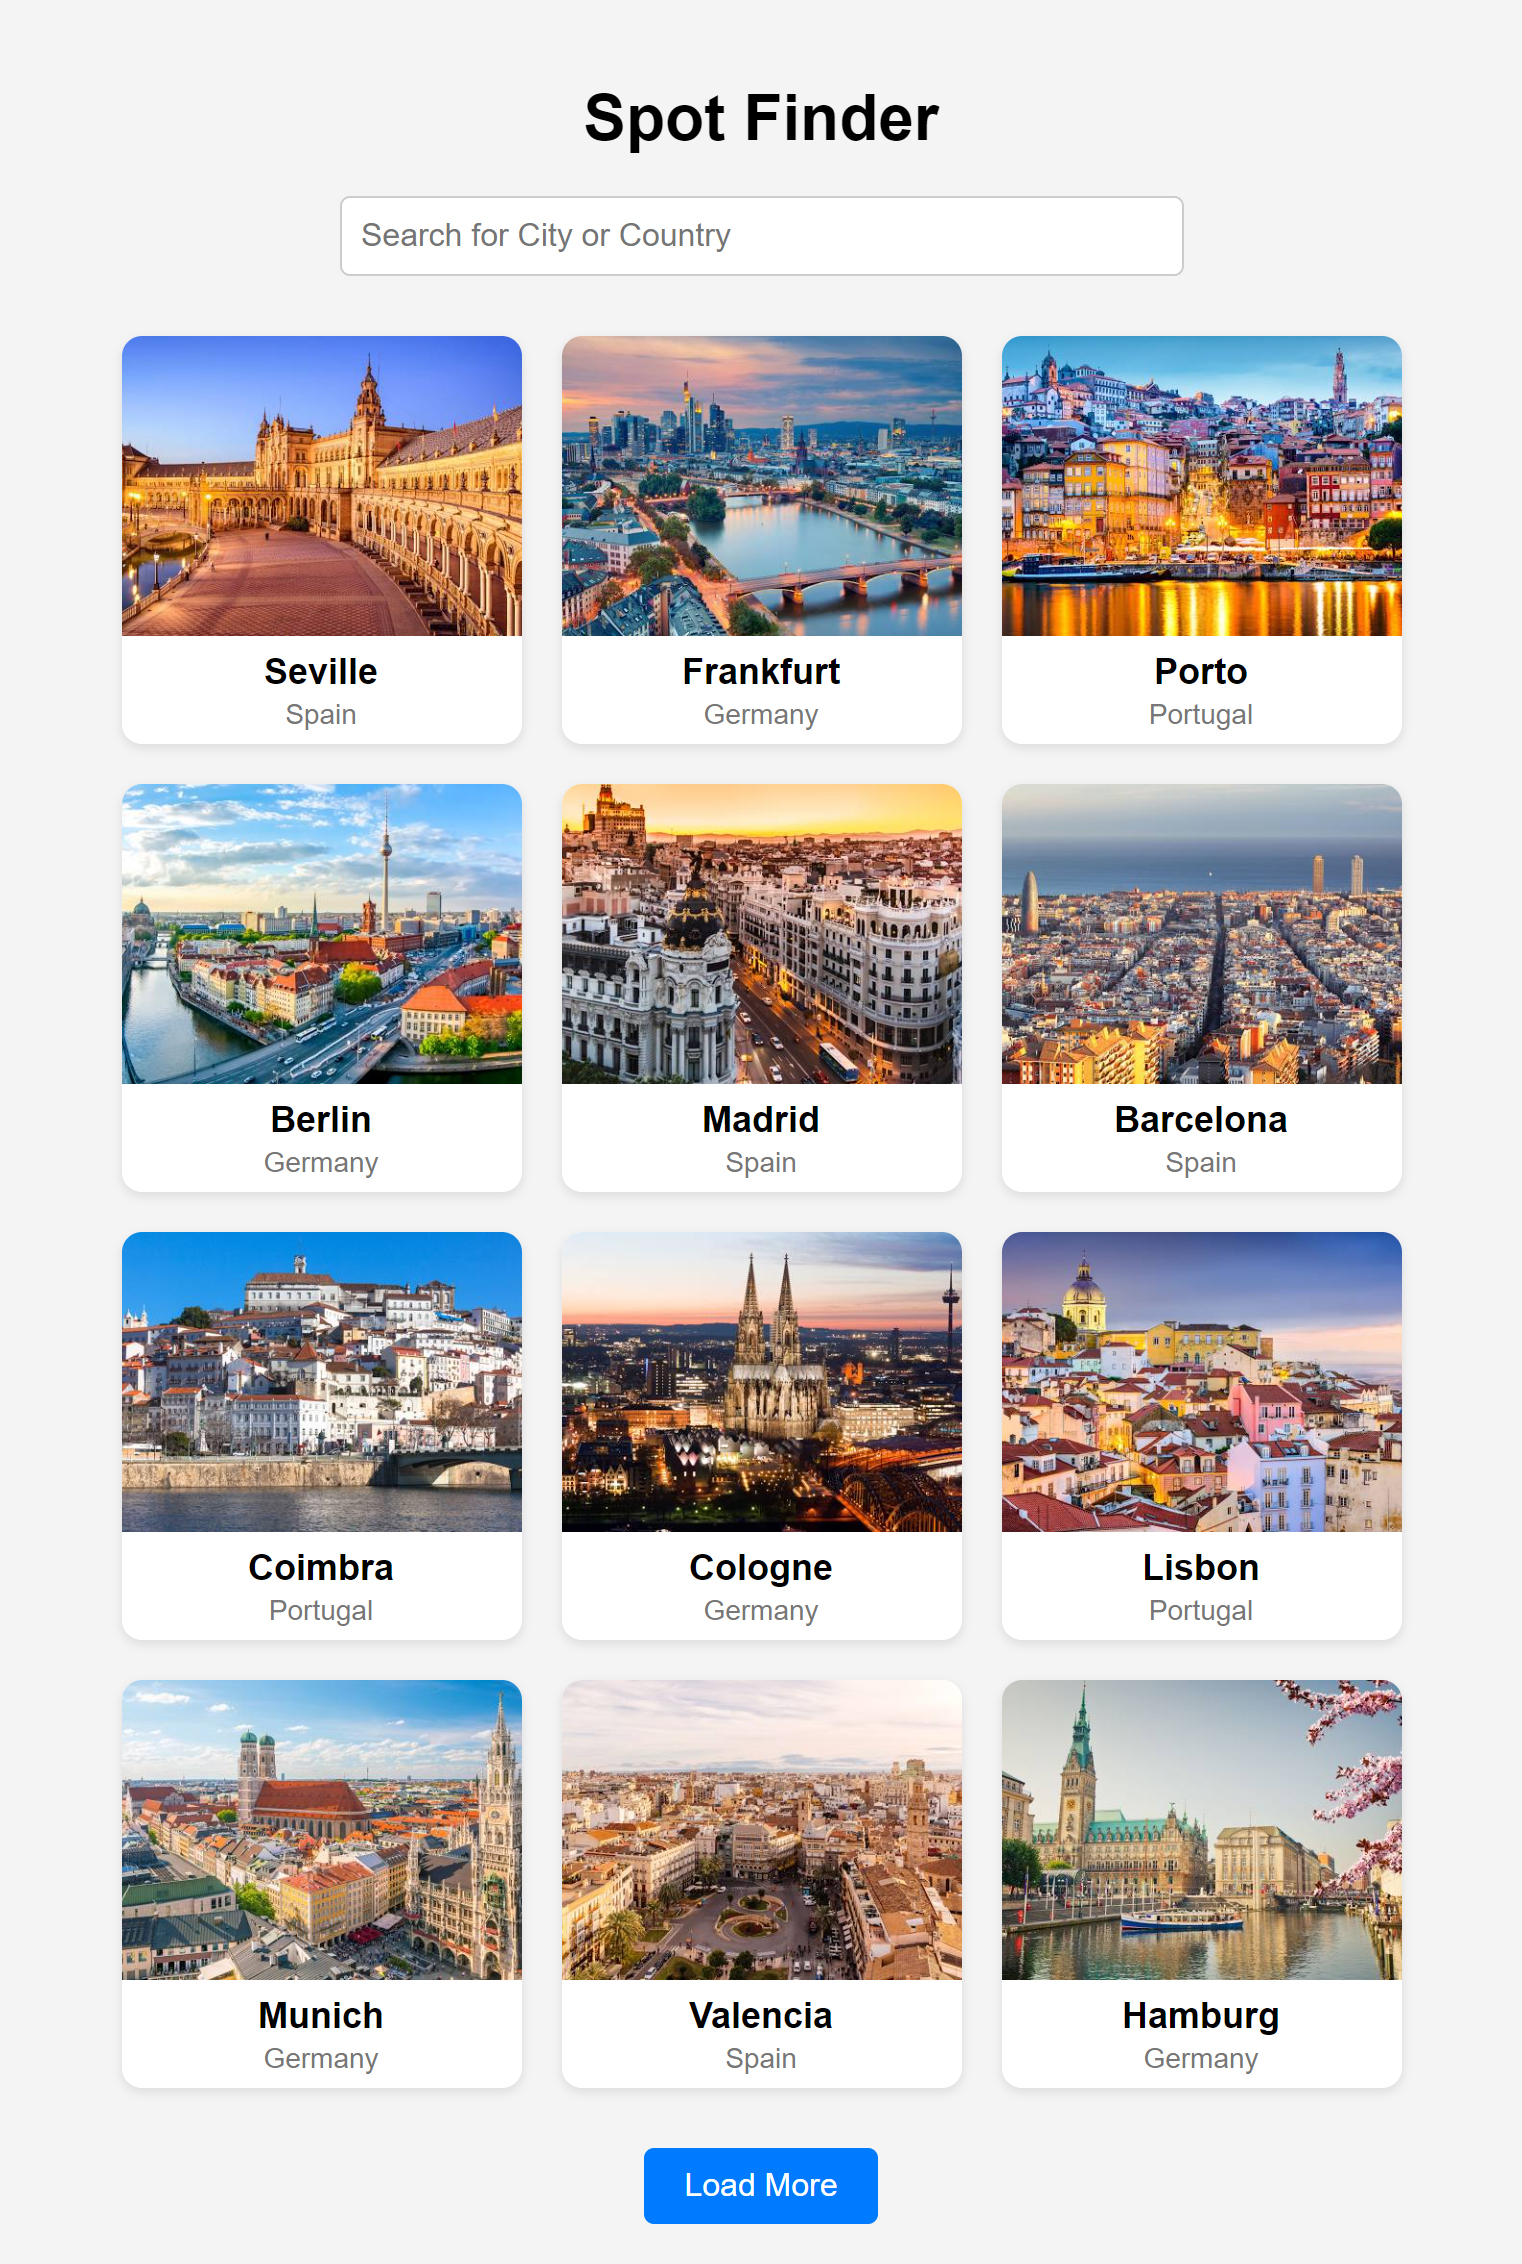 Spot Finder
Search for City or Country
Seville
Spain
Frankfurt
Germany
Porto
Portugal
Berlin
Germany
Madrid
Spain
Barcelona
Spain
Coimbra
Portugal
Cologne
Germany
Lisbon
Portugal
Munich
Germany
Valencia
Spain
Hamburg
Germany
Load More